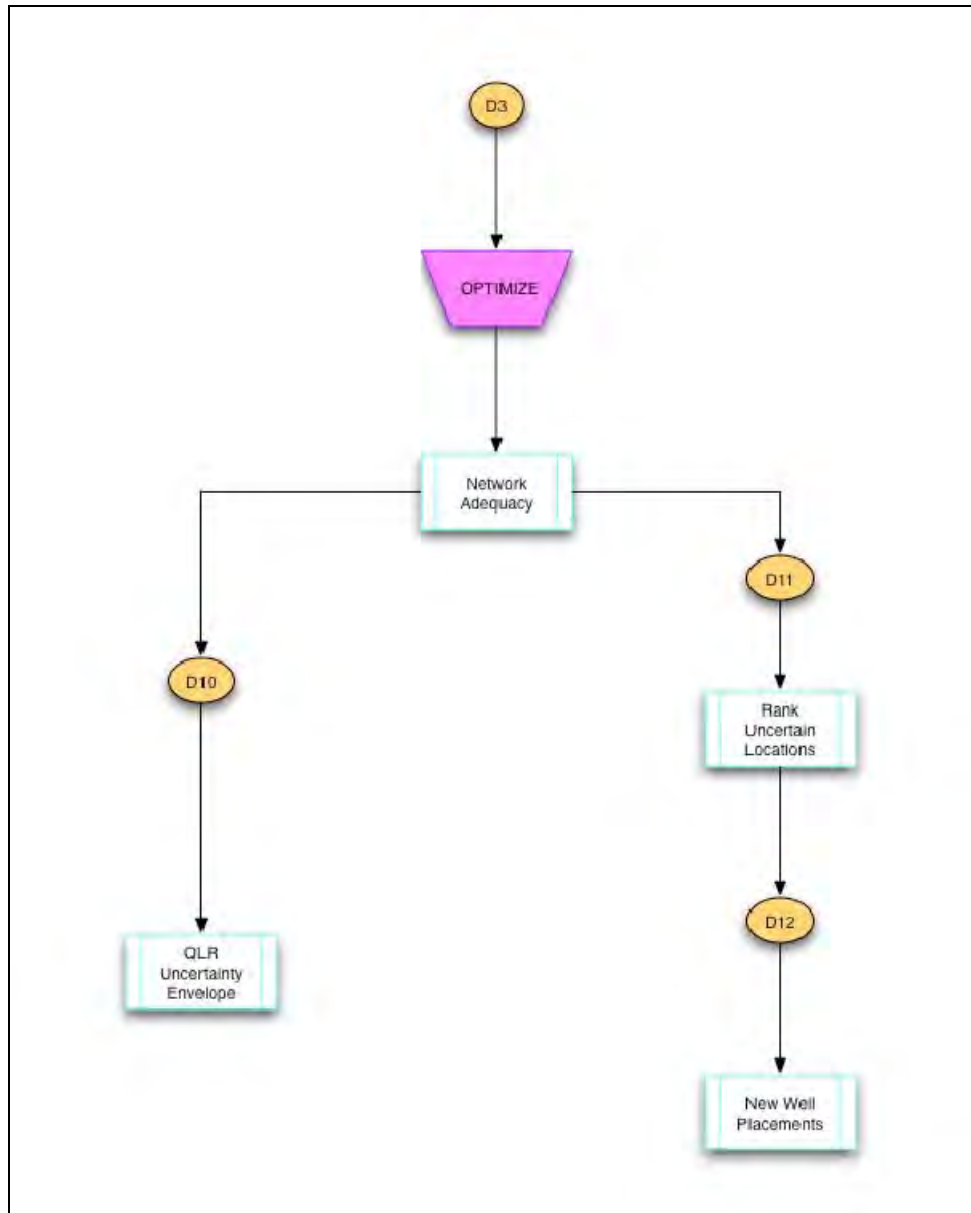 D3
OPTIMIZE
Network
Adequacy
D11
D10
Rank
Uncertain
Locations
D12
QLR
Uncertainty
Envelope
New Well
Placements